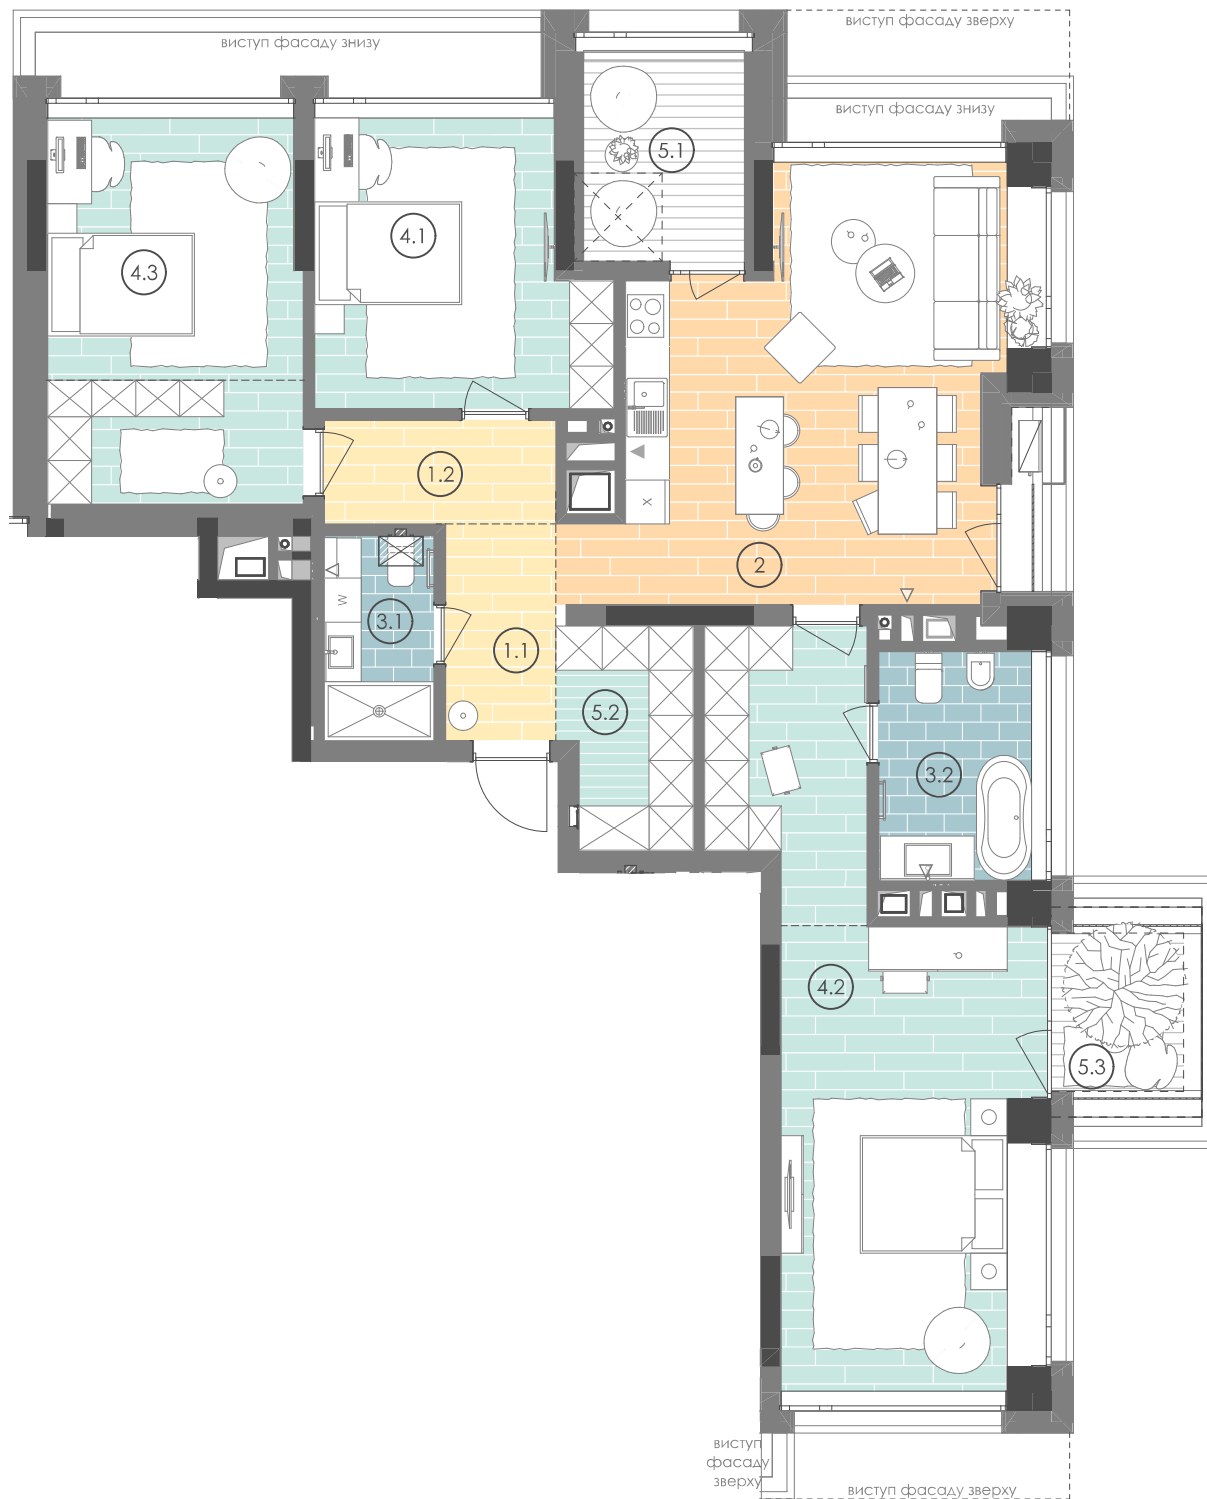 виступ фасаду зверху
виступ фасаду знизу
виступ фасаду знизу
5.1
4.1
4.3
1.2
X
2
W
3.1
1.1
5.2
3.2
4.2
5.3
виступ
фасаду
зверху
виступ фасаду зверху